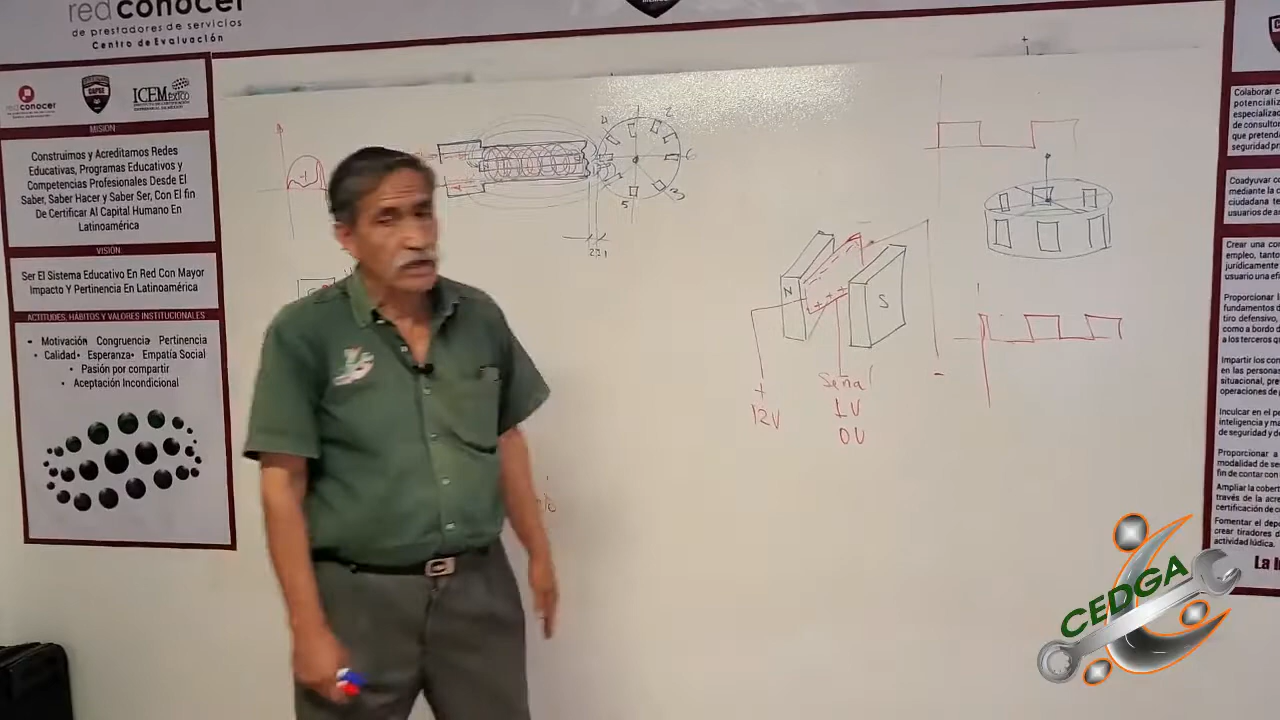 red conocer
de prestadores de servicios
Centro de Evaluación
red conocer
CAPSE
ICEMÉXICO
MISIÓN
Construimos y Acreditamos Redes
Educativas, Programas Educativos y
Competencias Profesionales Desde El
Saber, Saber Hacer y Saber Ser, Con El fin
De Certificar Al Capital Humano En
Latinoamérica
VISIÓN
Ser El Sistema Educativo En Red Con Mayor
Impacto Y Pertinencia En Latinoamérica
ACTITUDES, HÁBITOS Y VALORES INSTITUCIONALES
• Motivación Congruencia Pertinencia
• Calidad • Esperanza • Empatía Social
• Pasión por compartir
• Aceptación Incondicional
5
3
N
S
+
12V
Señal
1V
0V
-
Colaborar c
potencializ
especializa
de consulto
que pretend
seguridad pr
Coadyuvar co
mediante la c
ciudadana te
usuarios de a
Crear una co
empleo, tanto
jurídicamente
usuario una efi
Proporcionar l
fundamentos d
tiro defensivo,
como a bordo d
a los terceros q
Impartir los con
en las personas
situacional, pre
operaciones de
Inculcar en el pe
inteligencia y ma
de seguridad y de
Proporcionar a
modalidad de se
fin de contar con
Ampliar la cobert
través de la acre
certificación de c
Fomentar el depo
crear tiradores d
actividad lúdica.
CEDGA